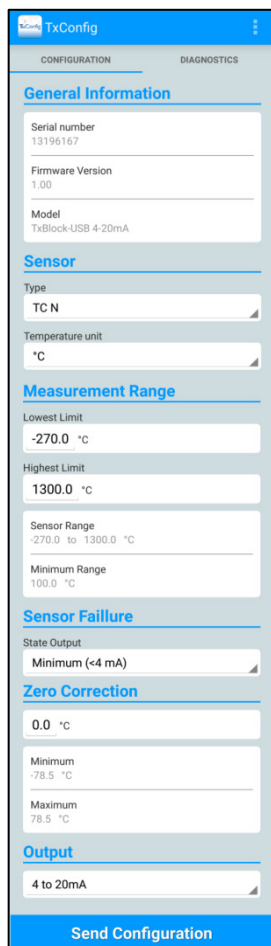 TxConfig TxConfig
CONFIGURATION DIAGNOSTICS
General Information
Serial number
13196167
Firmware Version
1.00
Model
TxBlock-USB 4-20mA
Sensor
Type
TC N
Temperature unit
°C
Measurement Range
Lowest Limit
-270.0 °C
Highest Limit
1300.0 °C
Sensor Range
-270.0 to 1300.0 °C
Minimum Range
100.0 °C
Sensor Faillure
State Output
Minimum (<4 mA)
Zero Correction
0.0 °C
Minimum
-78.5 °C
Maximum
78.5 °C
Output
4 to 20mA
Send Configuration